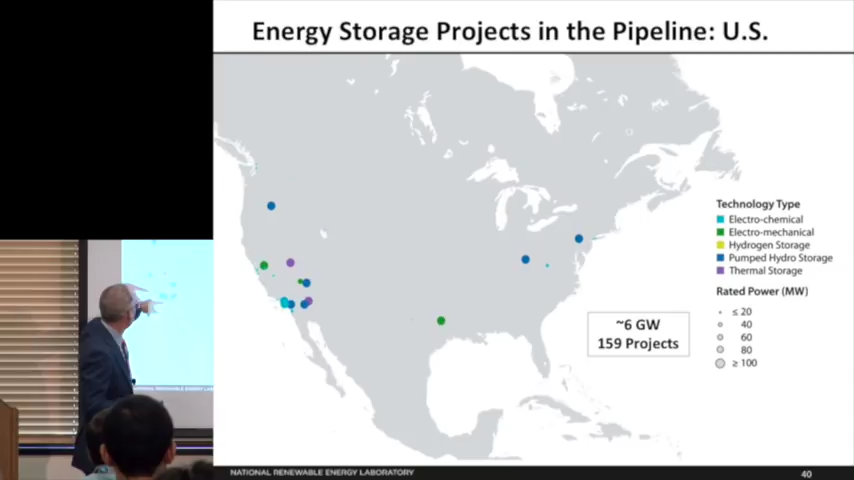 Energy Storage Projects in the Pipeline: U.S.
Technology Type
Electro-chemical
Electro-mechanical
Hydrogen Storage
Pumped Hydro Storage
Thermal Storage
Rated Power (MW)
≤ 20
40
60
80
≥ 100
~6 GW
159 Projects
NATIONAL RENEWABLE ENERGY LABORATORY
40